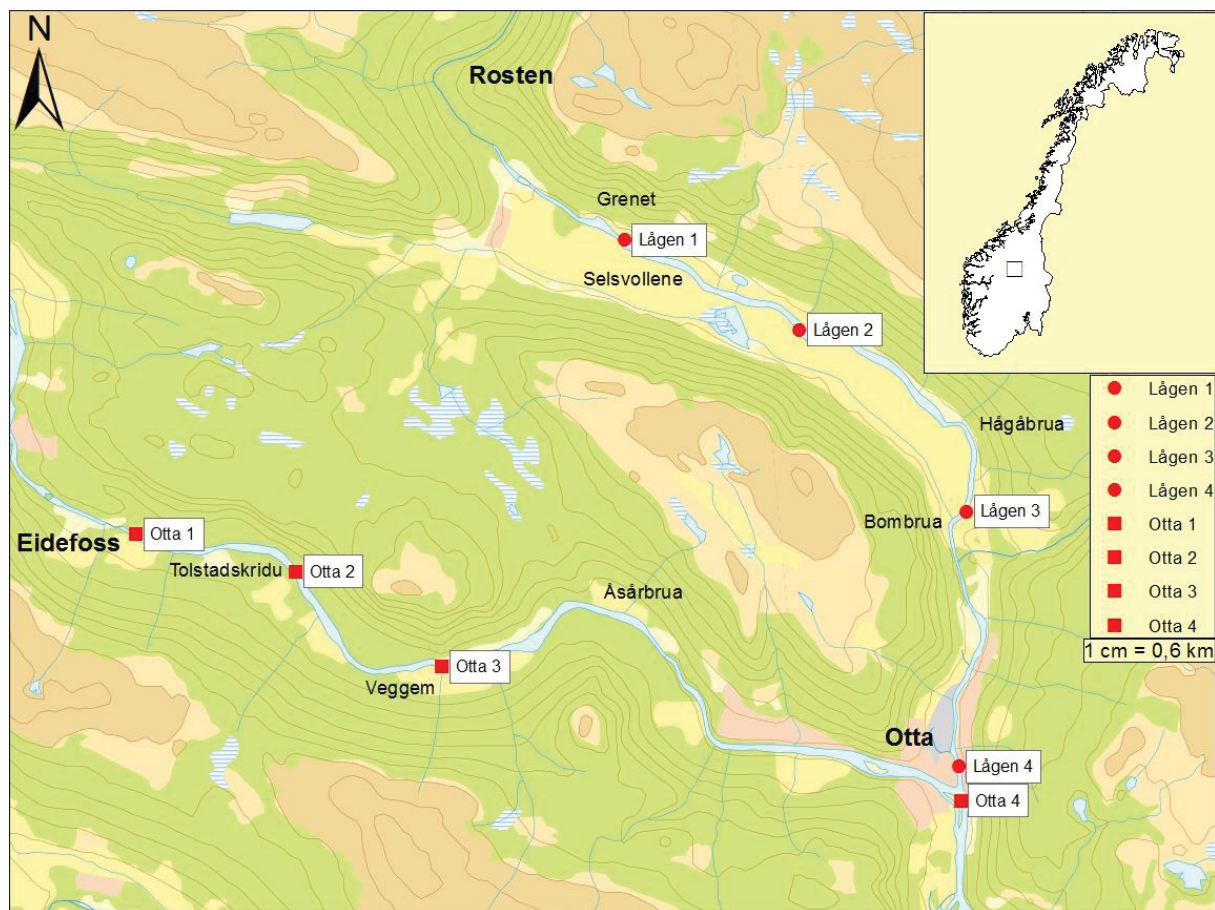 N
Rosten
Grenet
Lågen 1
Selsvollene
Lågen 2
Hågåbrua
Bombrua
Lågen 3
Eidefoss
Otta 1
Tolstadskridu
Otta 2
Åsårbrua
Otta 3
Veggem
Otta
Lågen 4
Otta 4
Lågen 1
Lågen 2
Lågen 3
Lågen 4
Otta 1
Otta 2
Otta 3
Otta 4
1 cm = 0,6 km